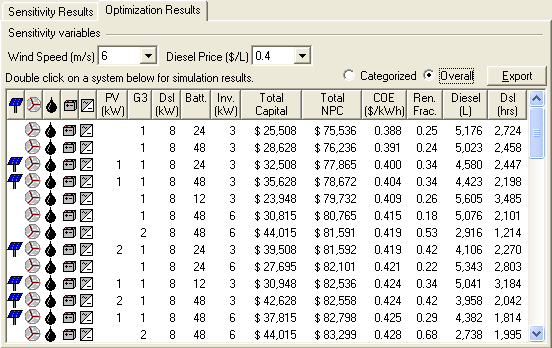 Sensitivity Results Optimization Results
Sensitivity variables
Wind Speed (m/s) 6 Diesel Price ($/L) 0.4
Double click on a system below for simulation results. Categorized Overall Export
PV (kW) G3 Dsl (kW) Batt. Inv. (kW) Total Capital Total NPC COE ($/kWh) Ren. Frac. Diesel (L) Dsl (hrs)
1 8 24 3 $ 25,508 $ 75,536 0.388 0.25 5,176 2,724
1 8 48 3 $ 28,628 $ 76,236 0.391 0.24 5,023 2,458
1 1 8 24 3 $ 32,508 $ 77,865 0.400 0.34 4,580 2,447
1 1 8 48 3 $ 35,628 $ 78,672 0.404 0.34 4,423 2,198
1 8 12 3 $ 23,948 $ 79,732 0.409 0.26 5,605 3,485
1 8 48 6 $ 30,815 $ 80,765 0.415 0.18 5,076 2,101
2 8 48 6 $ 44,015 $ 81,591 0.419 0.53 2,916 1,214
2 1 8 24 3 $ 39,508 $ 81,592 0.419 0.42 4,106 2,270
1 8 24 6 $ 27,695 $ 82,101 0.421 0.22 5,343 2,803
1 1 8 12 3 $ 30,948 $ 82,536 0.424 0.34 5,041 3,184
2 1 8 48 3 $ 42,628 $ 82,558 0.424 0.42 3,958 2,042
1 1 8 48 6 $ 37,815 $ 82,798 0.425 0.29 4,382 1,814
2 8 48 6 $ 44,015 $ 83,299 0.428 0.68 2,738 1,995